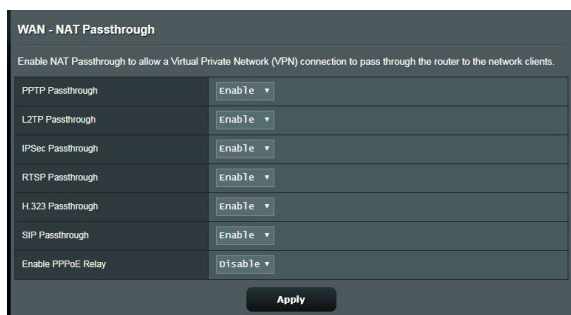 WAN - NAT Passthrough
Enable NAT Passthrough to allow a Virtual Private Network (VPN) connection to pass through the router to the network clients.
PPTP Passthrough Enable
L2TP Passthrough Enable
IPSec Passthrough Enable
RTSP Passthrough Enable
H.323 Passthrough Enable
SIP Passthrough Enable
Enable PPPoE Relay Disable
Apply